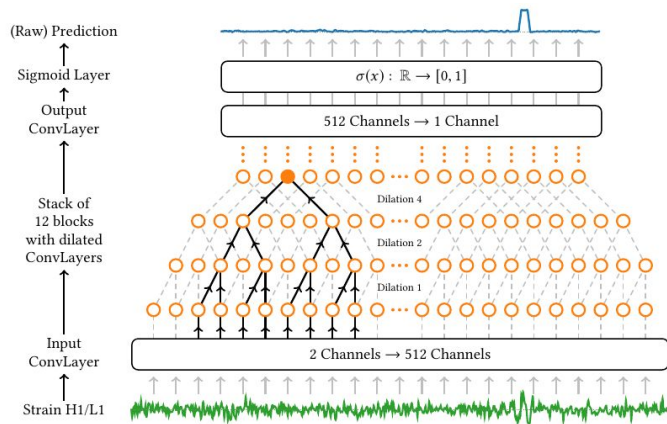 (Raw) Prediction
Sigmoid Layer
σ(x) : ℝ → [0, 1]
Output
ConvLayer
512 Channels → 1 Channel
Stack of
12 blocks
with dilated
ConvLayers
Dilation 4
Dilation 2
Dilation 1
Input
ConvLayer
2 Channels → 512 Channels
Strain H1/L1